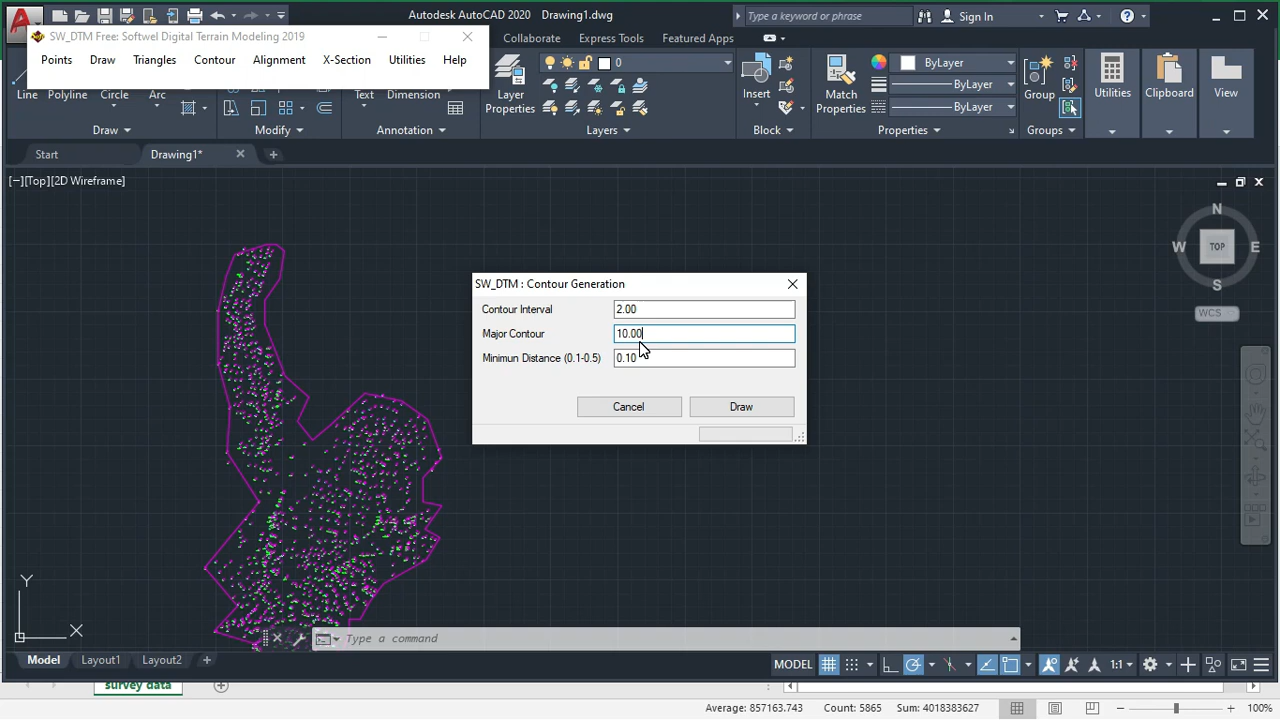 Autodesk AutoCAD 2020 Drawing1.dwg
Type a keyword or phrase
Sign In
SW_DTM Free: Softwel Digital Terrain Modeling 2019
Points Draw Triangles Contour Alignment X-Section Utilities Help
Collaborate Express Tools Featured Apps
Line Polyline Circle Arc
Text Dimension
Layer
Properties
0
Insert
Match
Properties
ByLayer
ByLayer
ByLayer
Group
Utilities Clipboard View
Draw Modify Annotation Layers Block Properties Groups
Start Drawing1*
[−][Top][2D Wireframe]
N
W TOP E
S
WCS
SW_DTM : Contour Generation
Contour Interval 2.00
Major Contour 10.00
Minimun Distance (0.1-0.5) 0.10
Cancel Draw
Y
X
Type a command
Model Layout1 Layout2 +
MODEL 1:1
survey data
Average: 857163.743 Count: 5865 Sum: 4018383627 100%